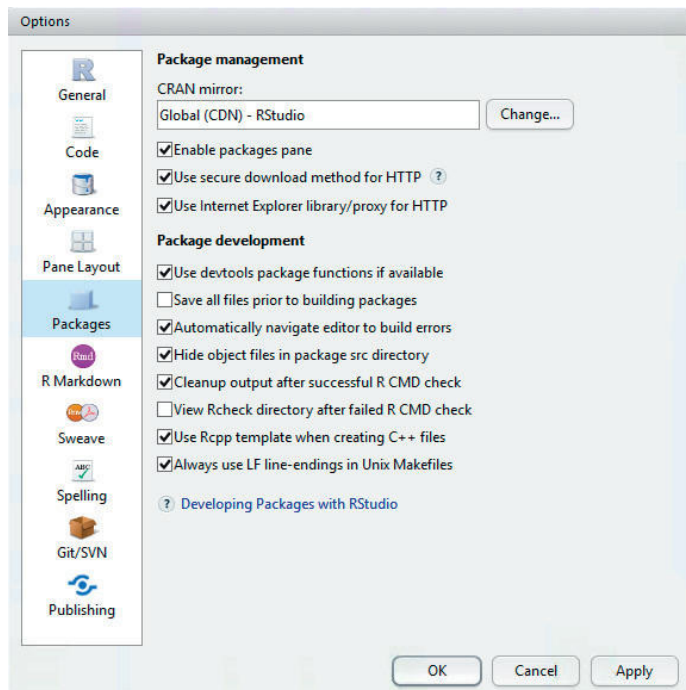 Options
General
Code
Appearance
Pane Layout
Packages
Rmd
R Markdown
Sweave
ABC
Spelling
Git/SVN
Publishing
Package management
CRAN mirror:
Global (CDN) - RStudio
Change...
Enable packages pane
Use secure download method for HTTP ?
Use Internet Explorer library/proxy for HTTP
Package development
Use devtools package functions if available
Save all files prior to building packages
Automatically navigate editor to build errors
Hide object files in package src directory
Cleanup output after successful R CMD check
View Rcheck directory after failed R CMD check
Use Rcpp template when creating C++ files
Always use LF line-endings in Unix Makefiles
? Developing Packages with RStudio
OK Cancel Apply